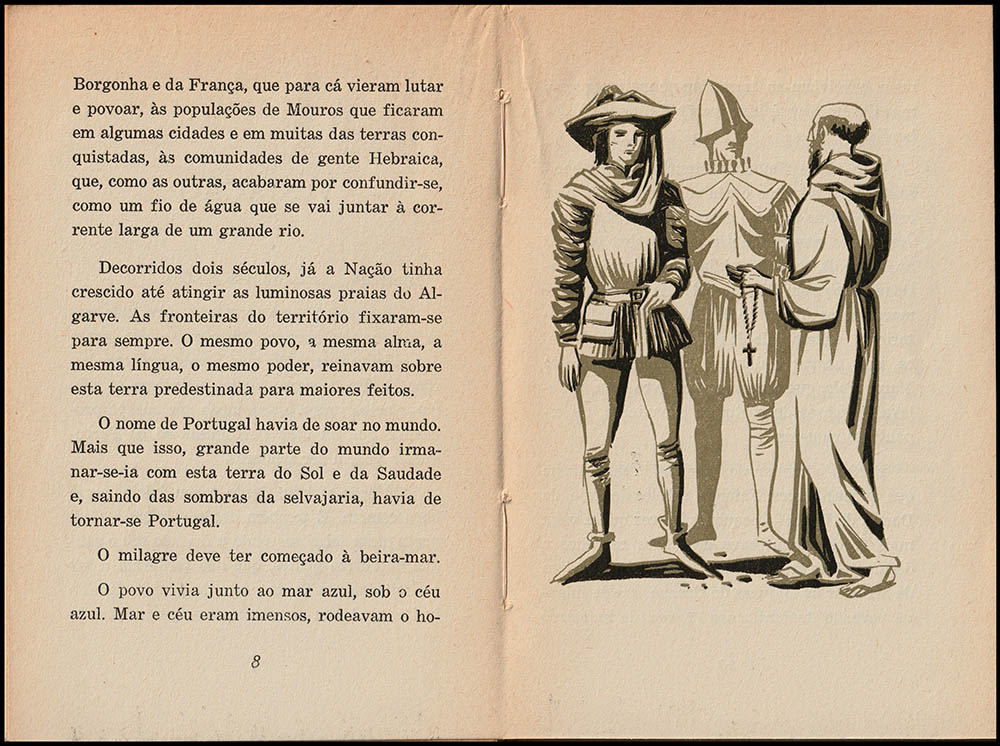 Borgonha e da França, que para cá vieram lutar
e povoar, às populações de Mouros que ficaram
em algumas cidades e em muitas das terras con-
quistadas, às comunidades de gente Hebraica,
que, como as outras, acabaram por confundir-se,
como um fio de água que se vai juntar à cor-
rente larga de um grande rio.
Decorridos dois séculos, já a Nação tinha
crescido até atingir as luminosas praias do Al-
garve. As fronteiras do território fixaram-se
para sempre. O mesmo povo, a mesma alma, a
mesma língua, o mesmo poder, reinavam sobre
esta terra predestinada para maiores feitos.
O nome de Portugal havia de soar no mundo.
Mais que isso, grande parte do mundo irma-
nar-se-ia com esta terra do Sol e da Saudade
e, saindo das sombras da selvajaria, havia de
tornar-se Portugal.
O milagre deve ter começado à beira-mar.
O povo vivia junto ao mar azul, sob o céu
azul. Mar e céu eram imensos, rodeavam o ho-
8